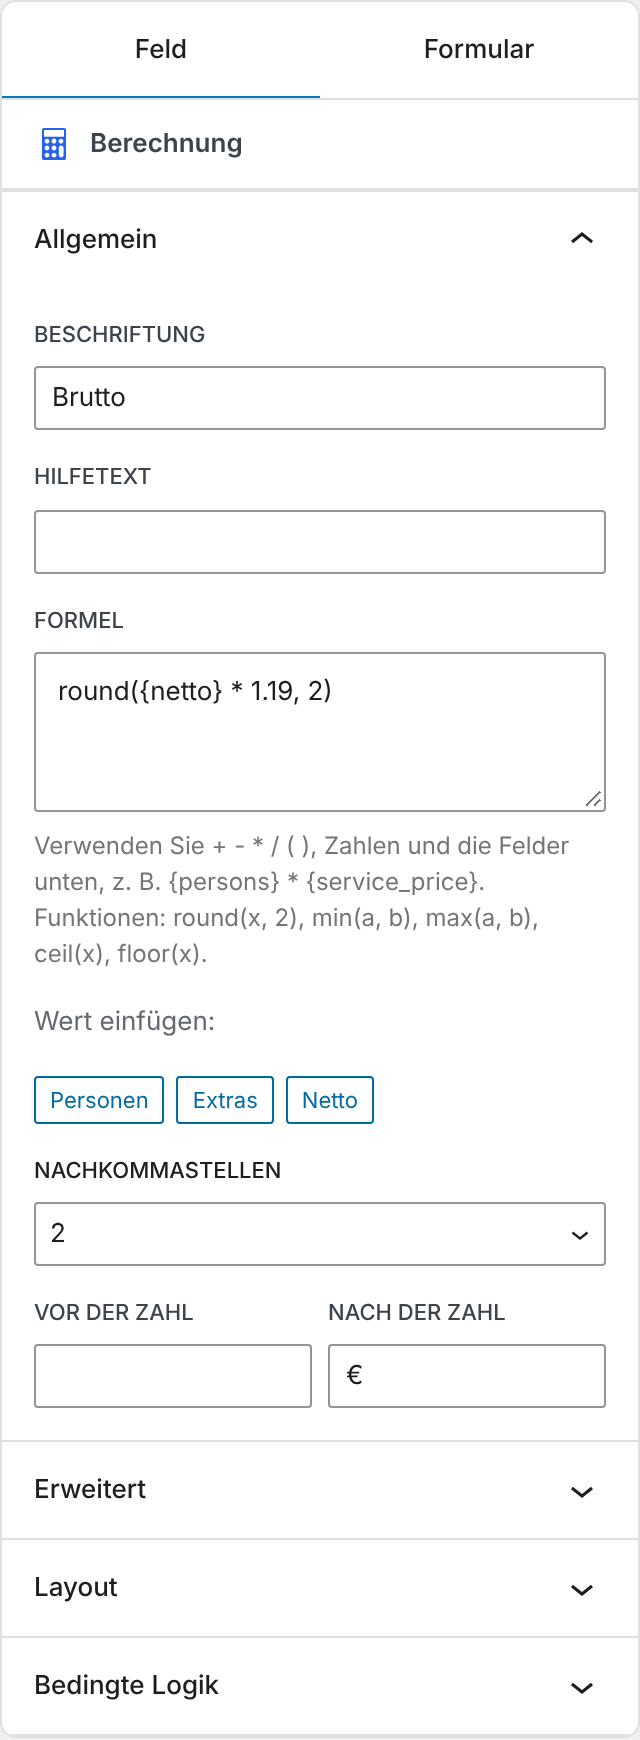 Feld
Formular
Berechnung
Allgemein
BESCHRIFTUNG
Brutto
HILFETEXT
FORMEL
round({netto} * 1.19, 2)
Verwenden Sie + - * / ( ), Zahlen und die Felder
unten, z. B. {persons} * {service_price}.
Funktionen: round(x, 2), min(a, b), max(a, b),
ceil(x), floor(x).
Wert einfügen:
Personen Extras Netto
NACHKOMMASTELLEN
2
VOR DER ZAHL NACH DER ZAHL
€
Erweitert
Layout
Bedingte Logik